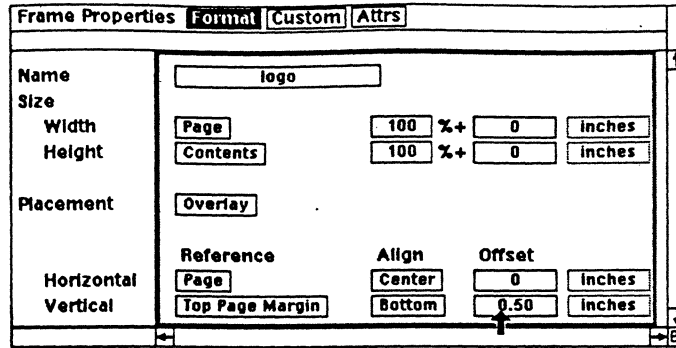 Frame Properties Format Custom Attrs
Name logo
Size
Width Page 100 %+ 0 inches
Height Contents 100 %+ 0 inches
Placement Overlay
Reference Align Offset
Horizontal Page Center 0 inches
Vertical Top Page Margin Bottom 0.50 inches